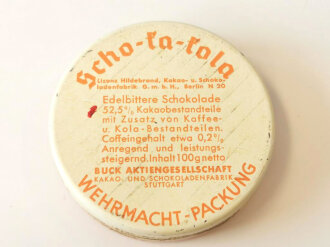 Scho-ka-kola
Lizenz Hildebrand, Kakao- u. Schoko-
ladenfabrik G.m.b.H., Berlin N 20
Edelbittere Schokolade
52,5% Kakaobestandteile
mit Zusatz von Kaffee-
u. Kola-Bestandteilen.
Coffeingehalt etwa 0,2%
Anregend und leistungs-
steigernd. Inhalt 100g netto
BUCK AKTIENGESELLSCHAFT
KAKAO- UND SCHOKOLADENFABRIK
STUTTGART
WEHRMACHT-PACKUNG